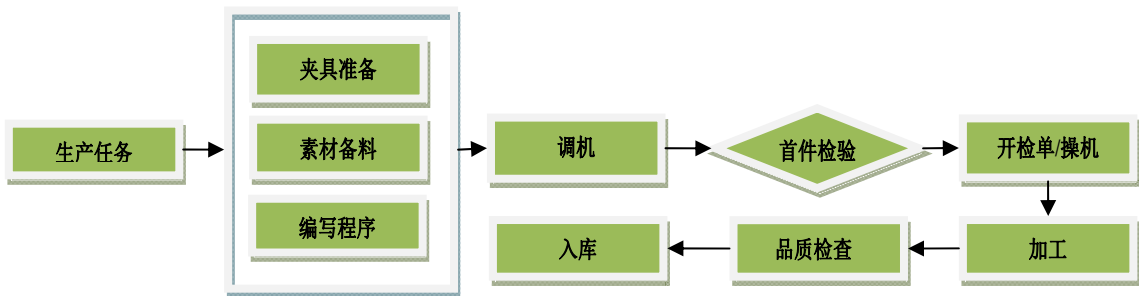 生产任务
夹具准备
素材备料
编写程序
调机
首件检验
开检单/操机
加工
品质检查
入库